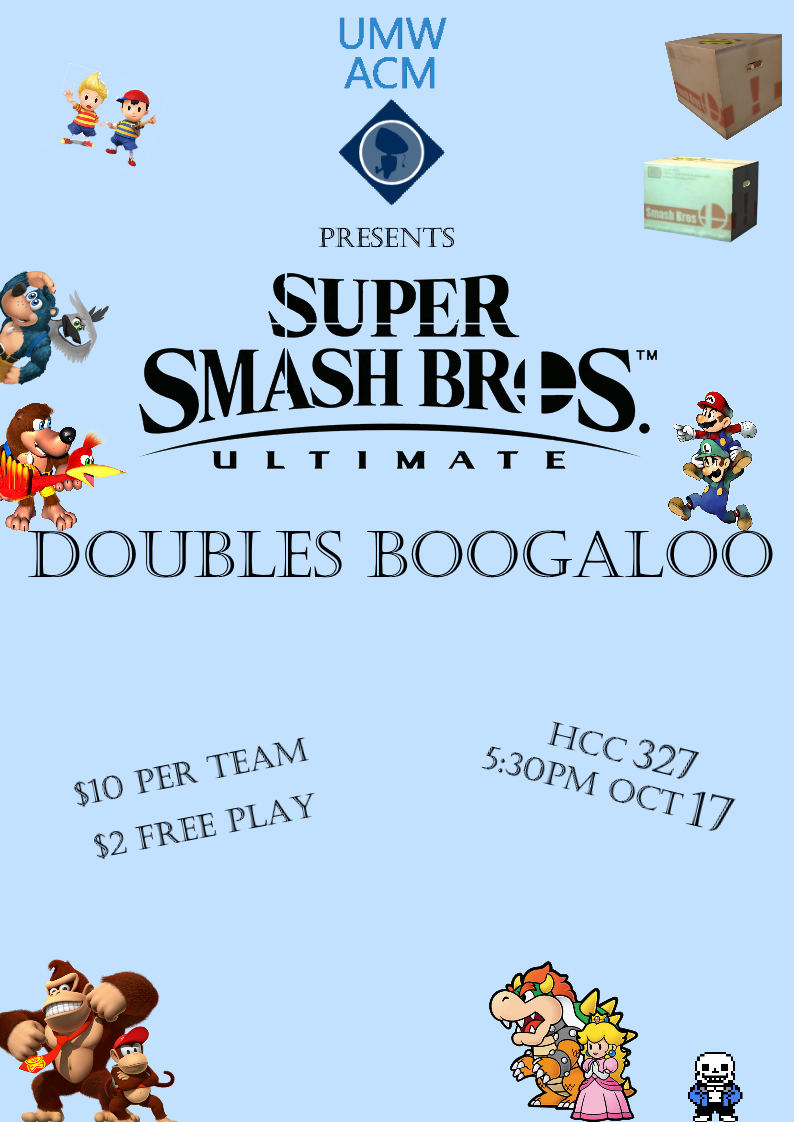 UMW
ACM
Smash Bros
PRESENTS
SUPER
SMASH BROS.™
ULTIMATE
DOUBLES BOOGALOO
$10 PER TEAM
$2 FREE PLAY
HCC 327
5:30PM OCT 17